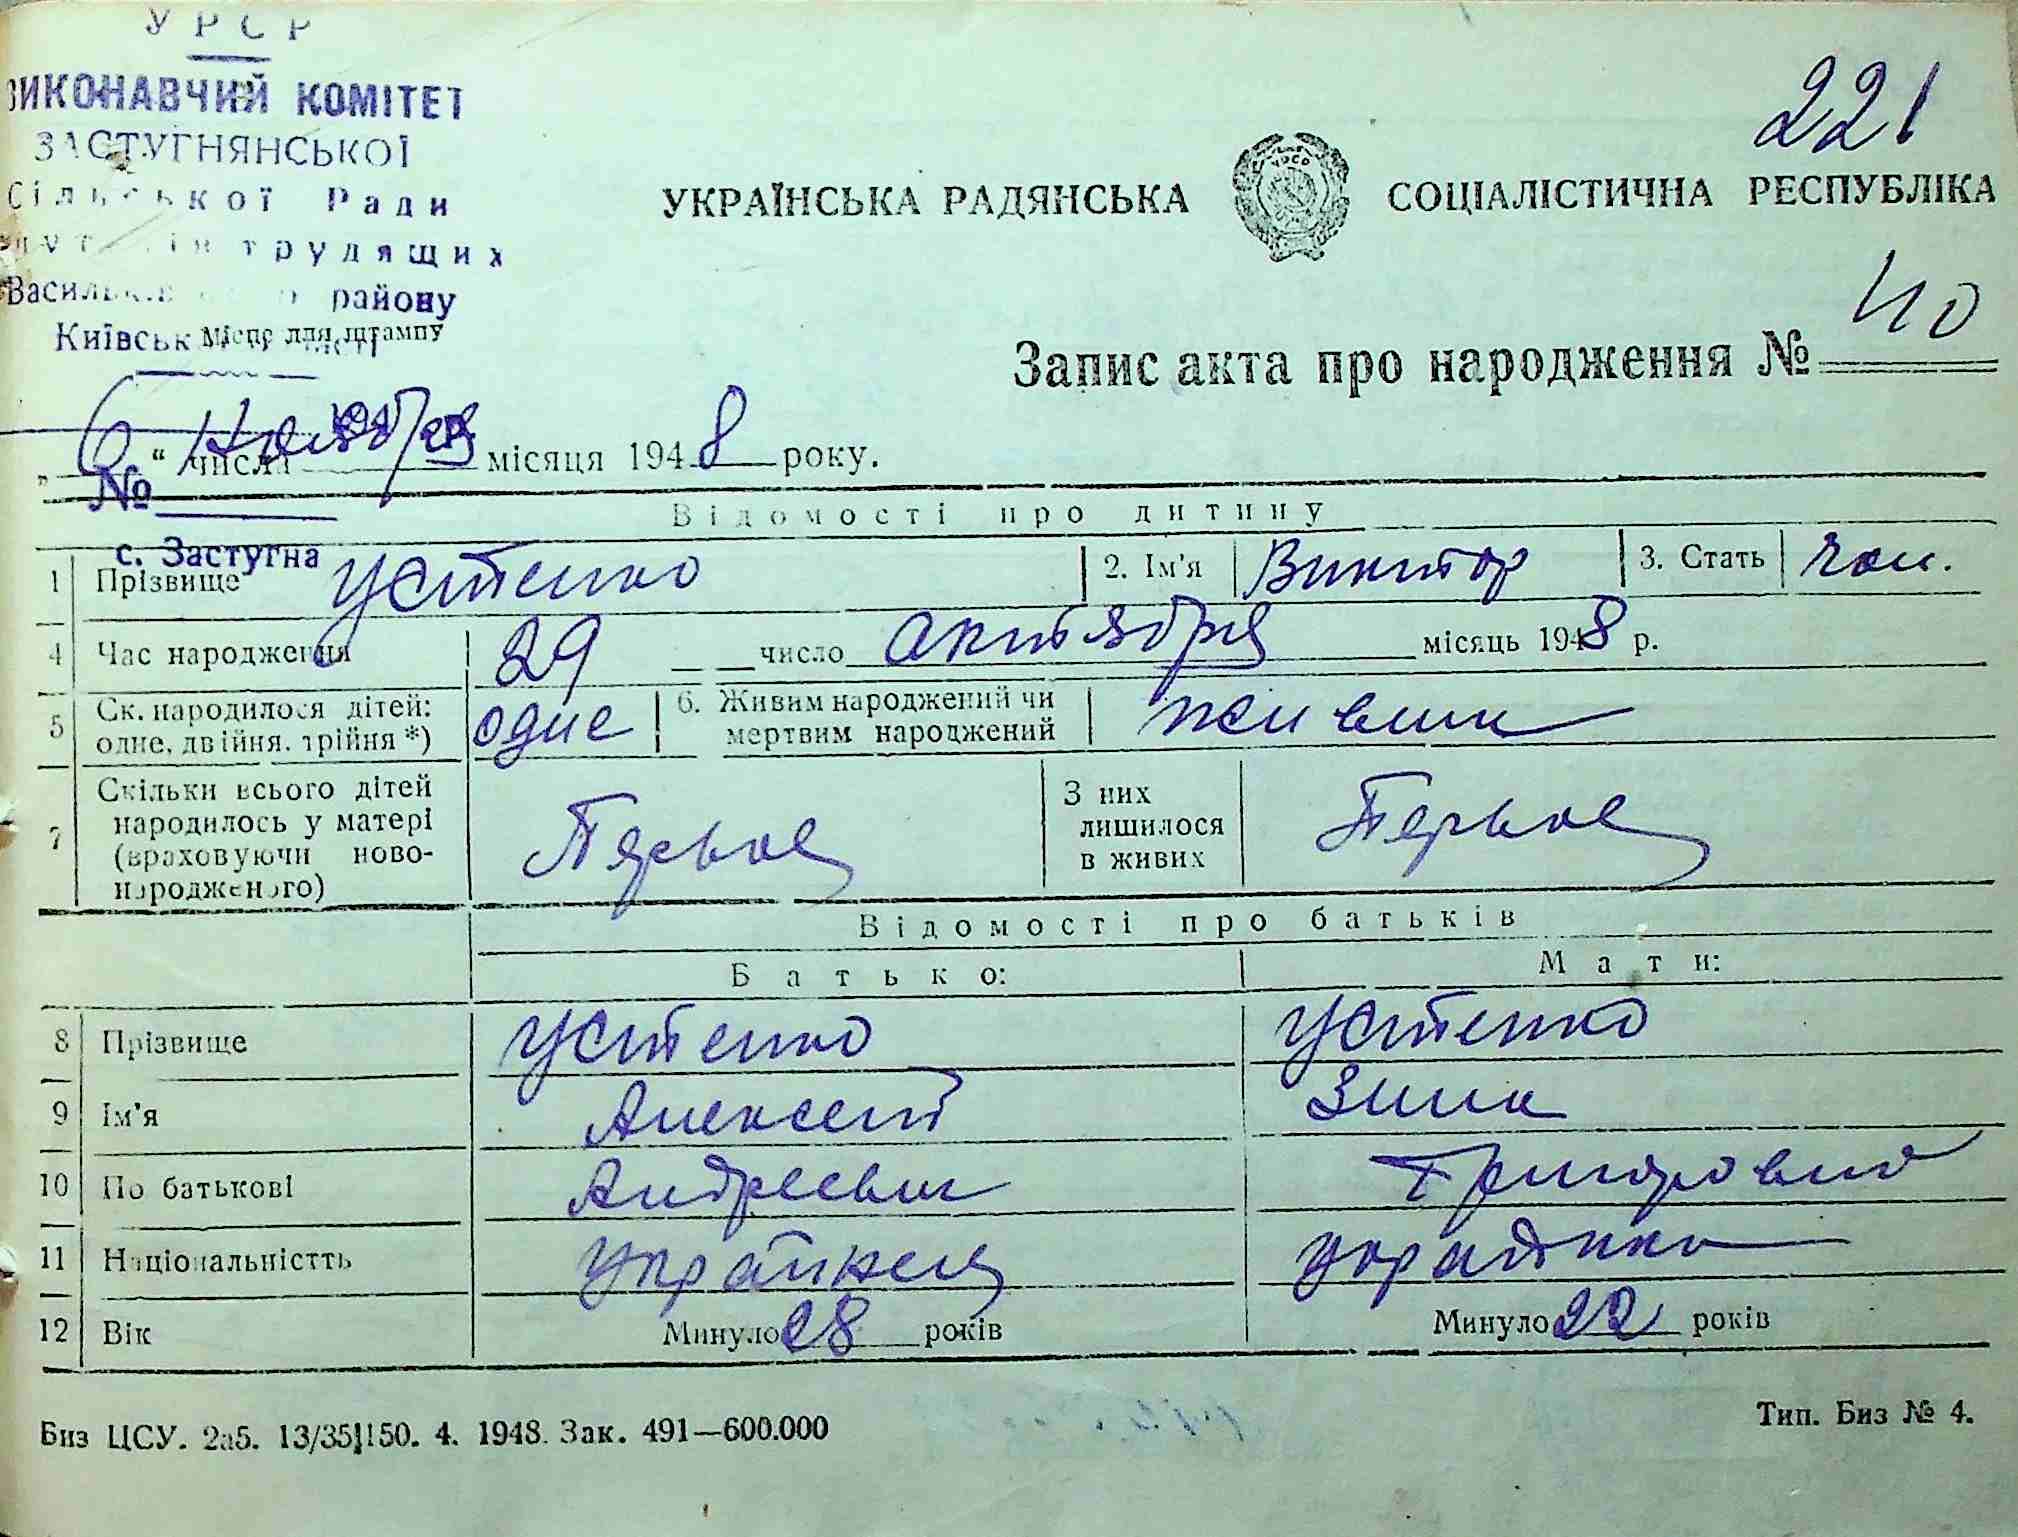 УРСР
ВИКОНАВЧИЙ КОМІТЕТ
ЗАСТУГНЯНСЬКОЇ
Сільської Ради
трудящих
району
Місце для штампу
221
УКРАЇНСЬКА РАДЯНСЬКА СОЦІАЛІСТИЧНА РЕСПУБЛІКА
Запис акта про народження № 40
„ 6 “ числа ноября місяця 1948 року.
№
с. Застугна
Відомості про дитину
1 Прізвище Устенко 2. Ім'я Виктор 3. Стать чол.
4 Час народження 29 число октября місяць 1948 р.
5 Ск. народилося дітей: одне, двійня, трійня *) одне 6. Живим народжений чи мертвим народжений живим
7 Скільки всього дітей народилось у матері (враховуючи новонародженого) Первое З них лишилося в живих Первое
Відомості про батьків
Батько: Мати:
8 Прізвище Устенко Устенко
9 Ім'я Алексей Зина
10 По батькові Андреевич Григоровна
11 Національністть Украинец украинка
12 Вік Минуло 28 років Минуло 22 років
Биз ЦСУ. 2а5. 13/35 150. 4. 1948. Зак. 491—600.000
Тип. Биз № 4.